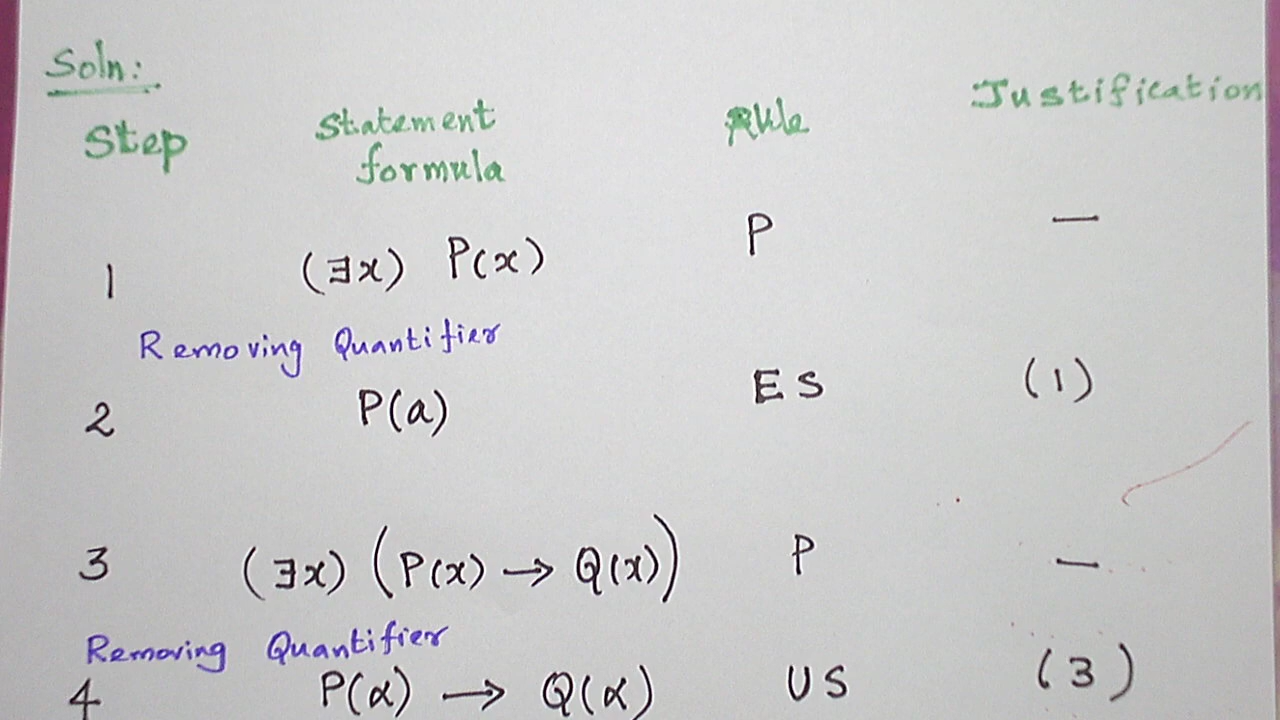 Soln:
Step Statement formula Rule Justification
1 (∃x) P(x) P —
Removing Quantifier
2 P(a) ES (1)
3 (∃x) (P(x) → Q(x)) P —
Removing Quantifier
4 P(α) → Q(α) US (3)